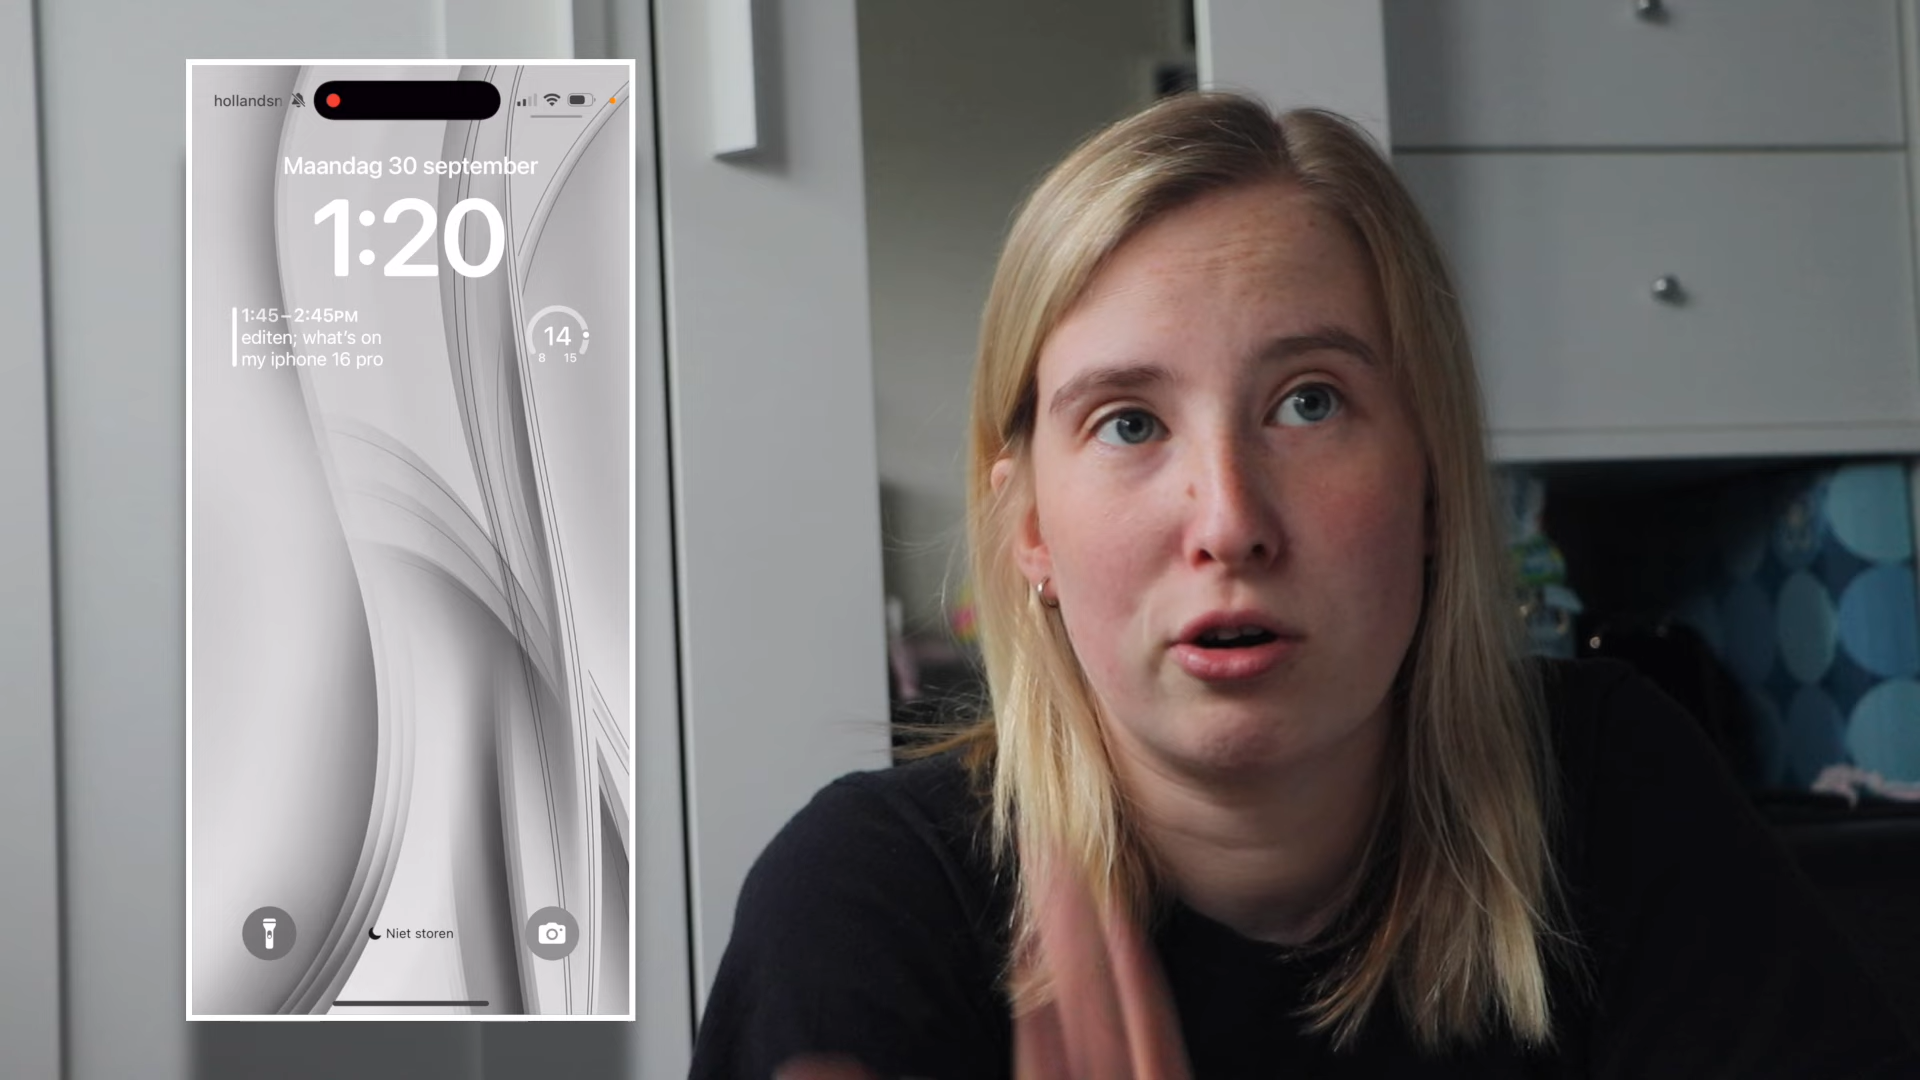 hollandsn
Maandag 30 september
1:20
1:45–2:45PM
editen; what's on
my iphone 16 pro
14
8 15
Niet storen